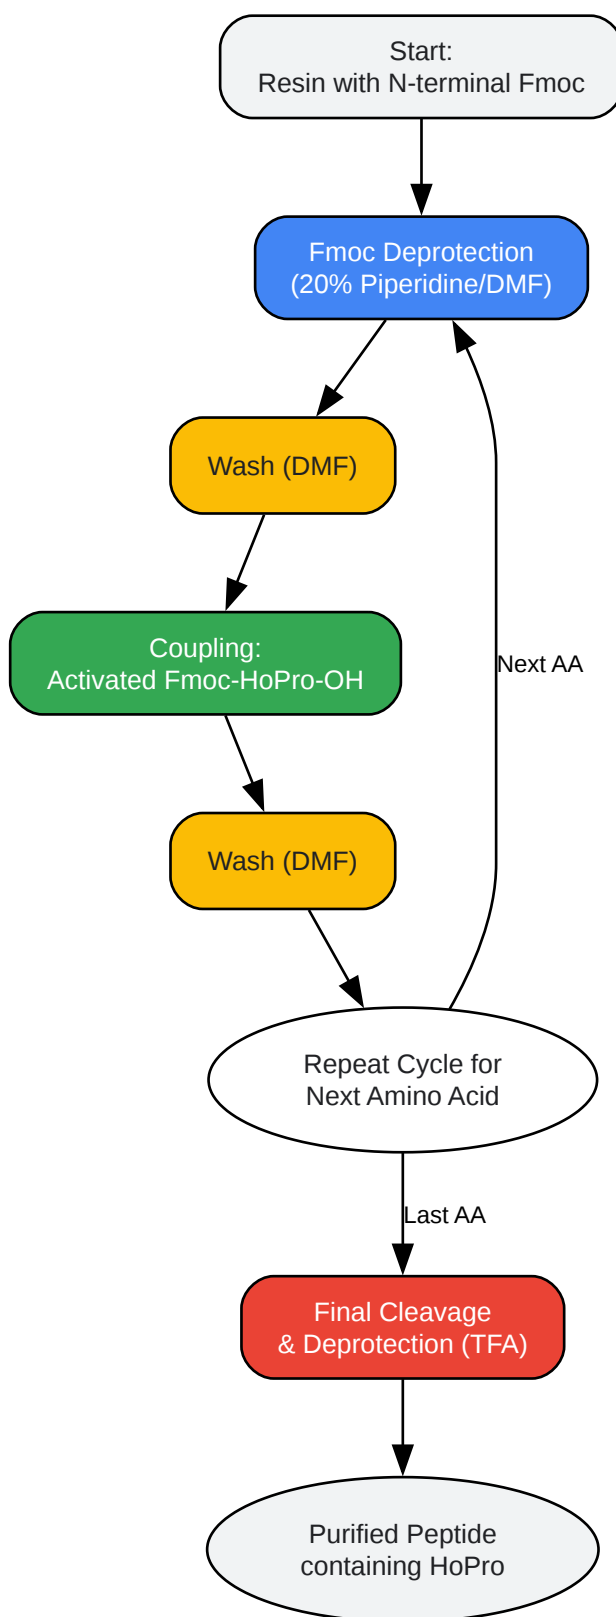 Start:
Resin with N-terminal Fmoc
Fmoc Deprotection
(20% Piperidine/DMF)
Wash (DMF)
Coupling:
Activated Fmoc-HoPro-OH
Next AA
Wash (DMF)
Repeat Cycle for
Next Amino Acid
Last AA
Final Cleavage
& Deprotection (TFA)
Purified Peptide
containing HoPro